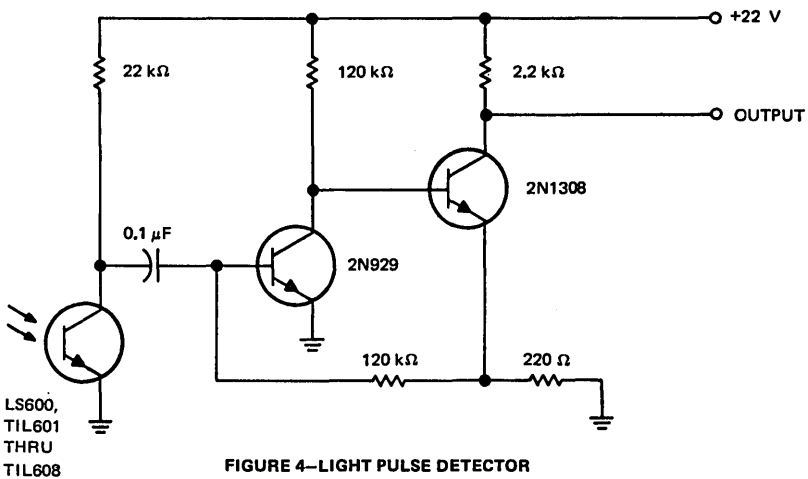 +22 V
22 kΩ
120 kΩ
2.2 kΩ
OUTPUT
2N1308
0.1 μF
2N929
120 kΩ
220 Ω
LS600,
TIL601
THRU
TIL608
FIGURE 4—LIGHT PULSE DETECTOR